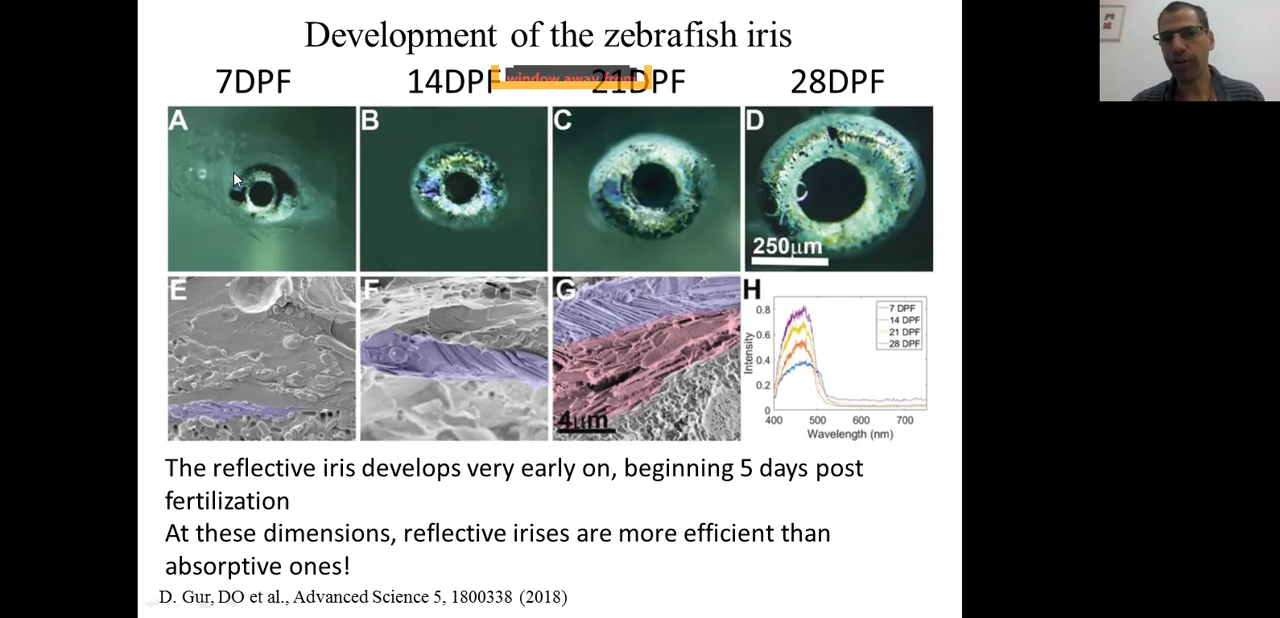 Development of the zebrafish iris
7DPF 14DPF 21DPF 28DPF
window away from
A B C D
250μm
E F G H
4μm
0.8
0.6
0.4
0.2
0
Intensity
7 DPF
14 DPF
21 DPF
28 DPF
400 500 600 700
Wavelength (nm)
The reflective iris develops very early on, beginning 5 days post
fertilization
At these dimensions, reflective irises are more efficient than
absorptive ones!
D. Gur, DO et al., Advanced Science 5, 1800338 (2018)